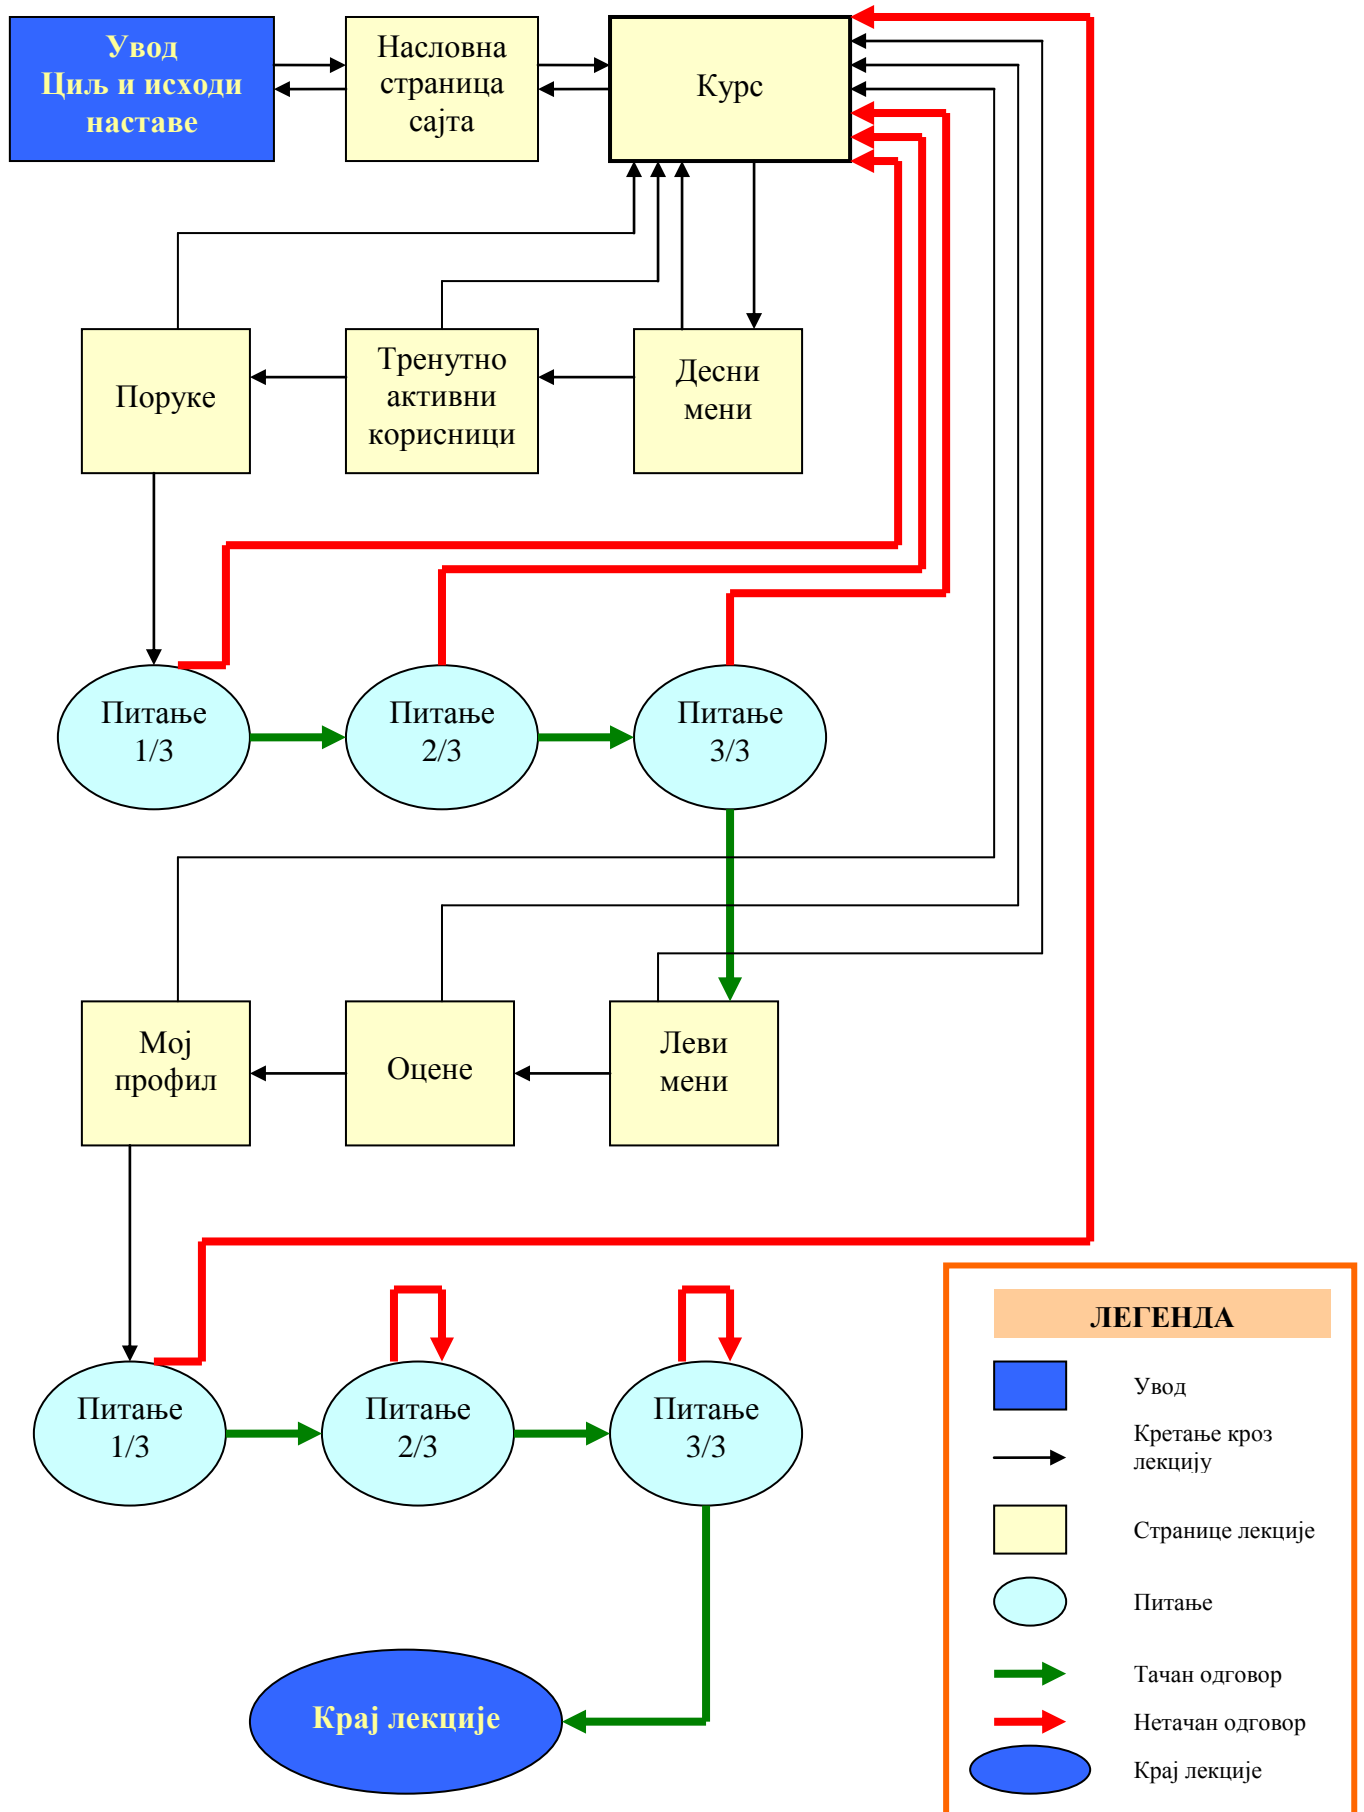 Увод
Циљ и исходи
наставе
Насловна
страница
сајта
Курс
Поруке
Тренутно
активни
корисници
Десни
мени
Питање
1/3
Питање
2/3
Питање
3/3
Мој
профил
Оцене
Леви
мени
Питање
1/3
Питање
2/3
Питање
3/3
Крај лекције
ЛЕГЕНДА
Увод
Кретање кроз
лекцију
Странице лекције
Питање
Тачан одговор
Нетачан одговор
Крај лекције